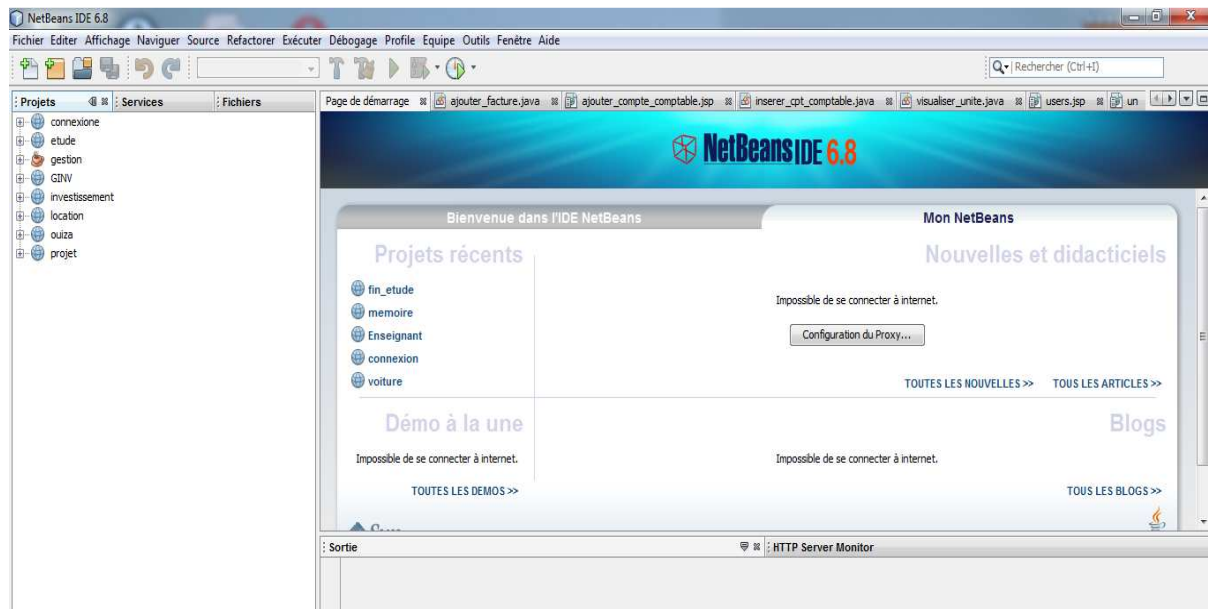 NetBeans IDE 6.8
Fichier Editer Affichage Naviguer Source Refactorer Exécuter Débogage Profile Equipe Outils Fenêtre Aide
Rechercher (Ctrl+I)
Projets Services Fichiers
Page de démarrage ajouter_facture.java ajouter_compte_comptable.jsp inserer_cpt_comptable.java visualiser_unite.java users.jsp un
connexione
etude
gestion
GINV
investissement
location
ouiza
projet
NetBeans IDE 6.8
Bienvenue dans l'IDE NetBeans
Mon NetBeans
Projets récents
fin_etude
memoire
Enseignant
connexion
voiture
Nouvelles et didacticiels
Impossible de se connecter à internet.
Configuration du Proxy...
TOUTES LES NOUVELLES >> TOUS LES ARTICLES >>
Démo à la une
Impossible de se connecter à internet.
TOUTES LES DEMOS >>
Blogs
Impossible de se connecter à internet.
TOUS LES BLOGS >>
Sortie
HTTP Server Monitor